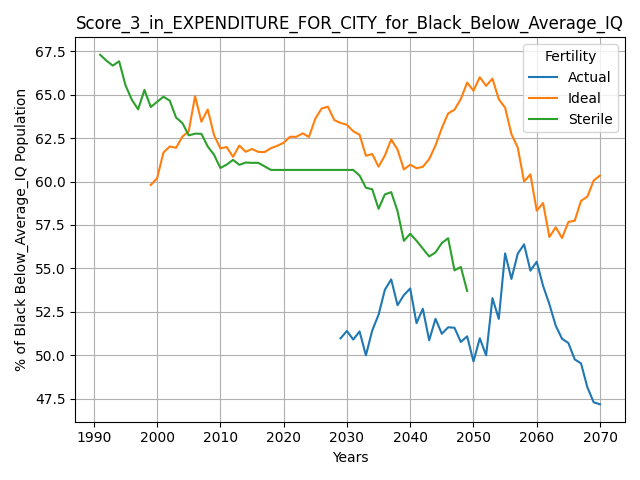 Score_3_in_EXPENDITURE_FOR_CITY_for_Black_Below_Average_IQ
% of Black Below_Average_IQ Population
67.5
65.0
62.5
60.0
57.5
55.0
52.5
50.0
47.5
Fertility
Actual
Ideal
Sterile
1990 2000 2010 2020 2030 2040 2050 2060 2070
Years